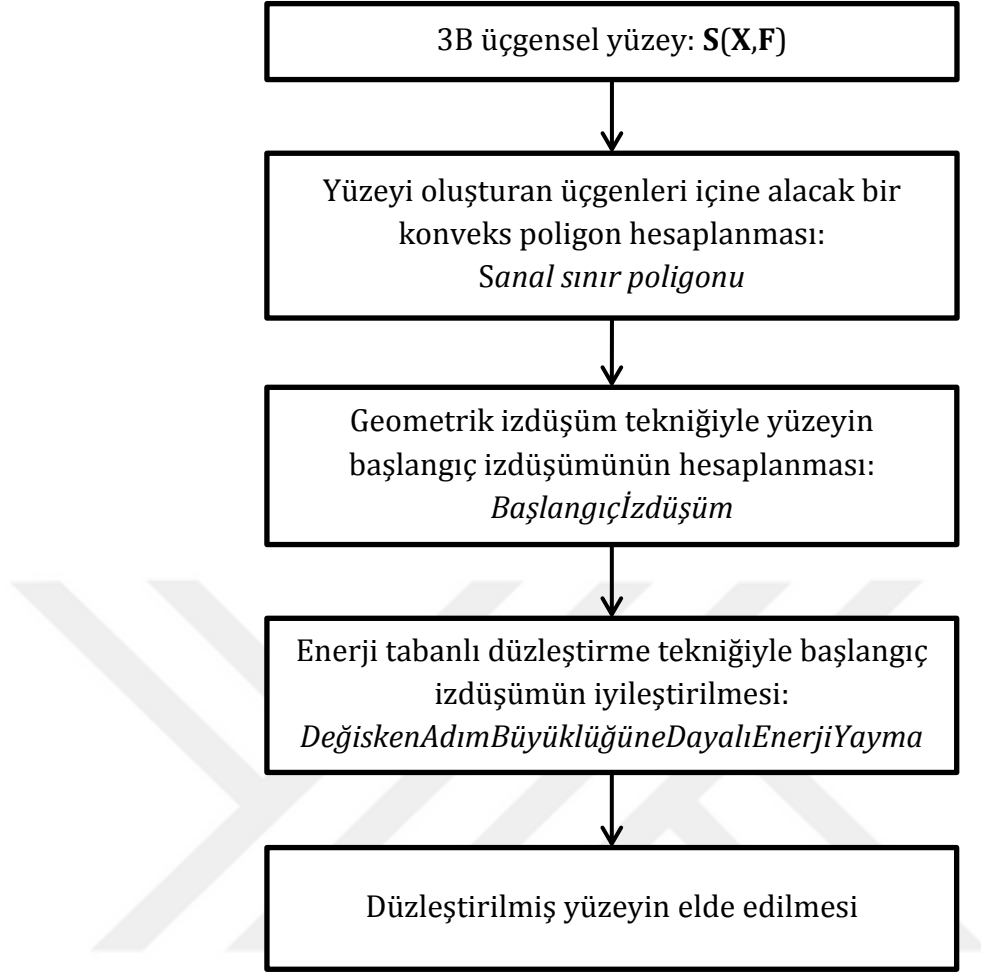 3B üçgensel yüzey: S(X,F)
Yüzeyi oluşturan üçgenleri içine alacak bir
konveks poligon hesaplanması:
Sanal sınır poligonu
Geometrik izdüşüm tekniğiyle yüzeyin
başlangıç izdüşümünün hesaplanması:
Başlangıçİzdüşüm
Enerji tabanlı düzleştirme tekniğiyle başlangıç
izdüşümün iyileştirilmesi:
DeğiskenAdımBüyüklüğüneDayalıEnerjiYayma
Düzleştirilmiş yüzeyin elde edilmesi